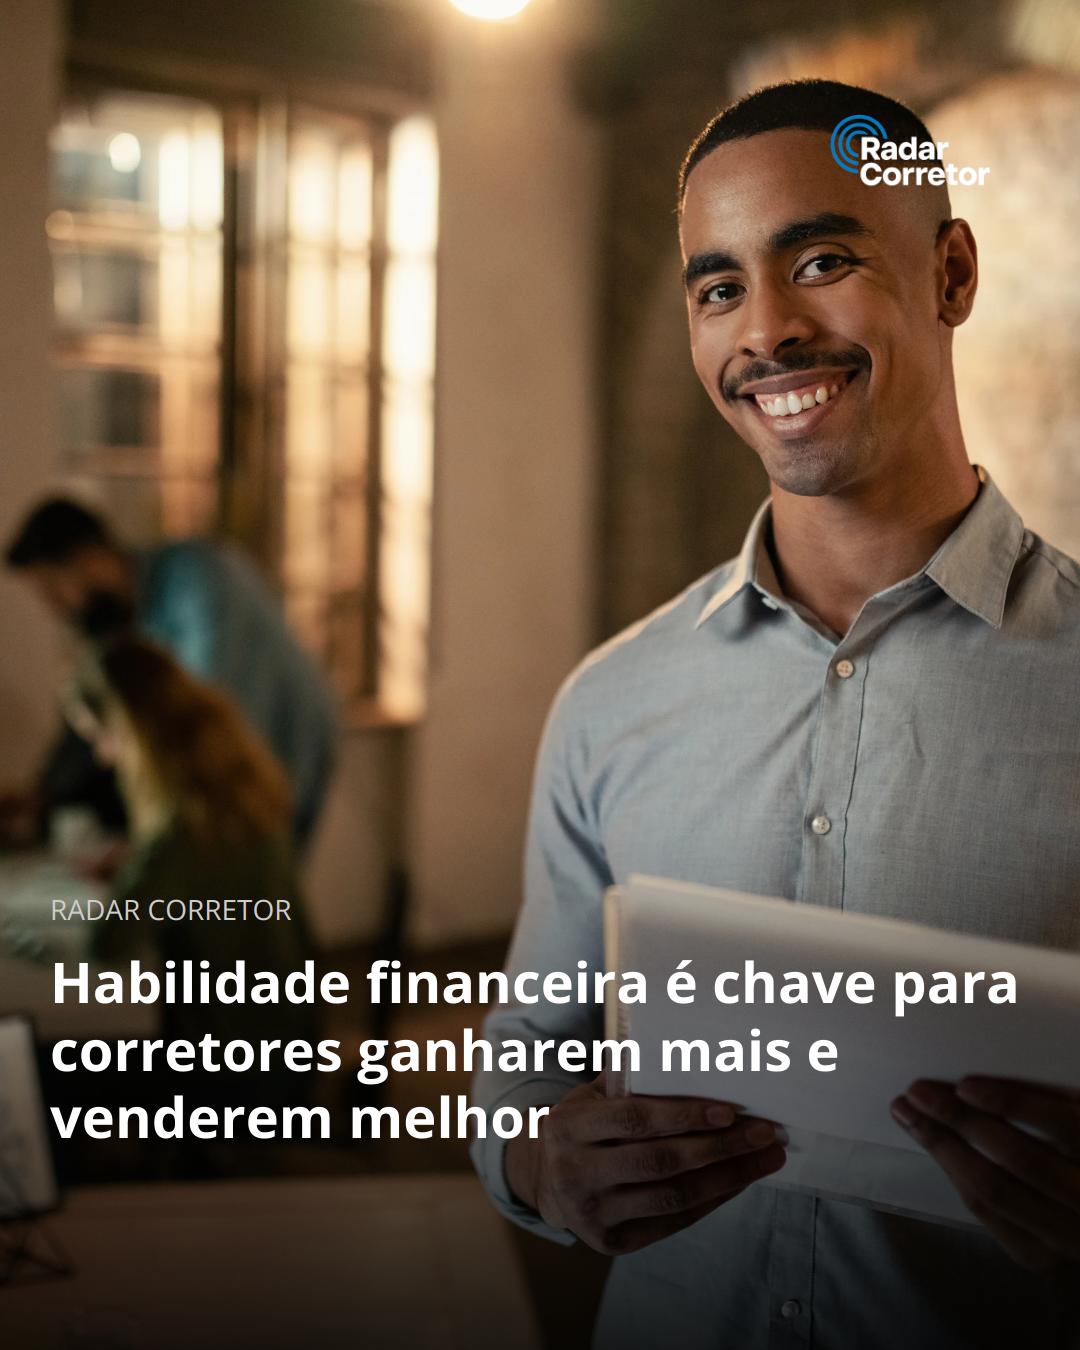 Radar
Corretor
RADAR CORRETOR
Habilidade financeira é chave para
corretores ganharem mais e
venderem melhor